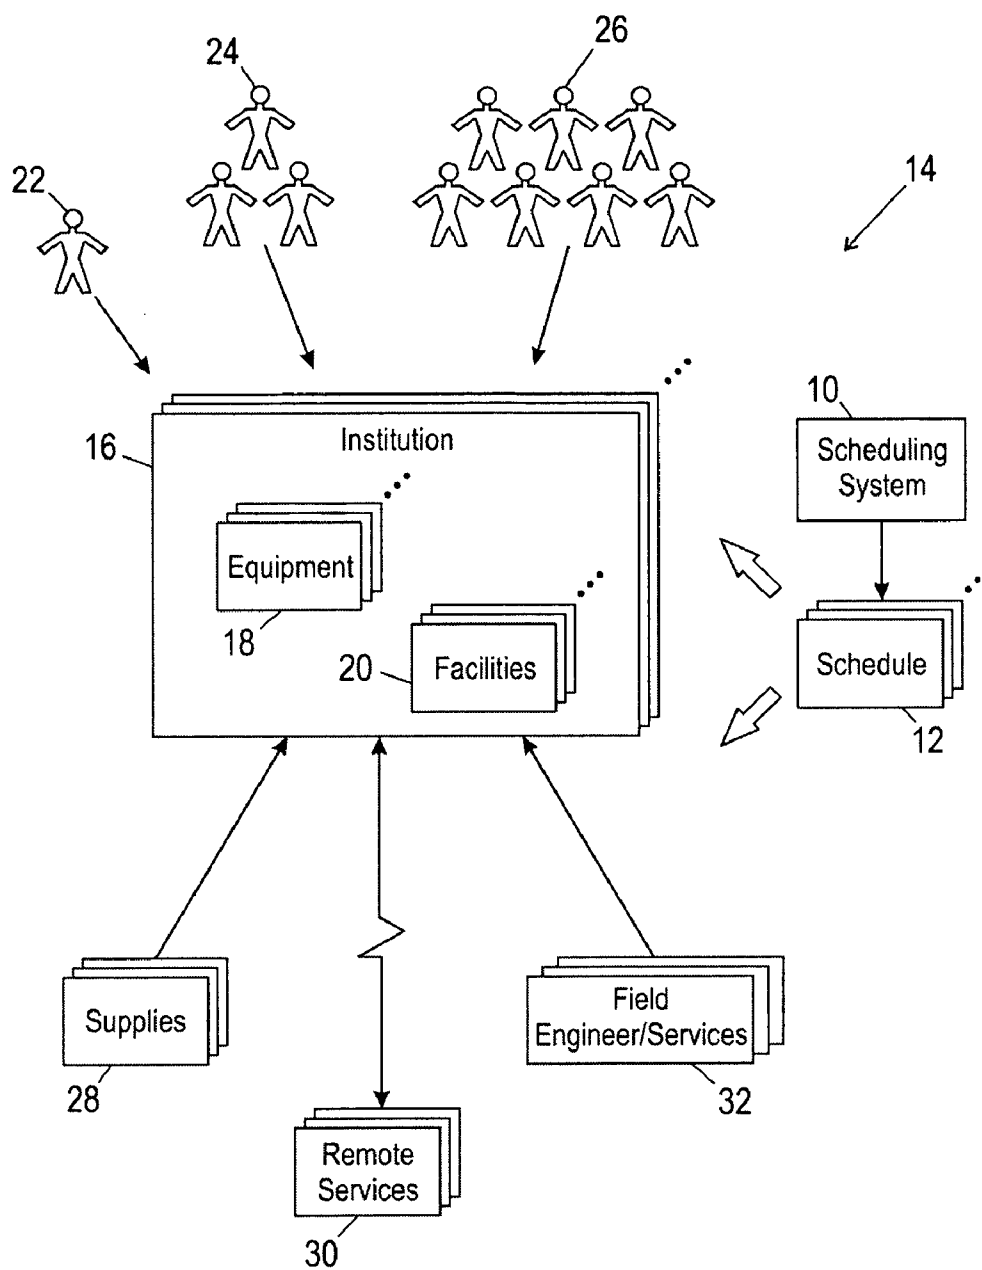 24
26
22
14
10
16
Institution
Scheduling
System
Equipment
18
20
Facilities
Schedule
12
Supplies
28
Field
Engineer/Services
32
Remote
Services
30